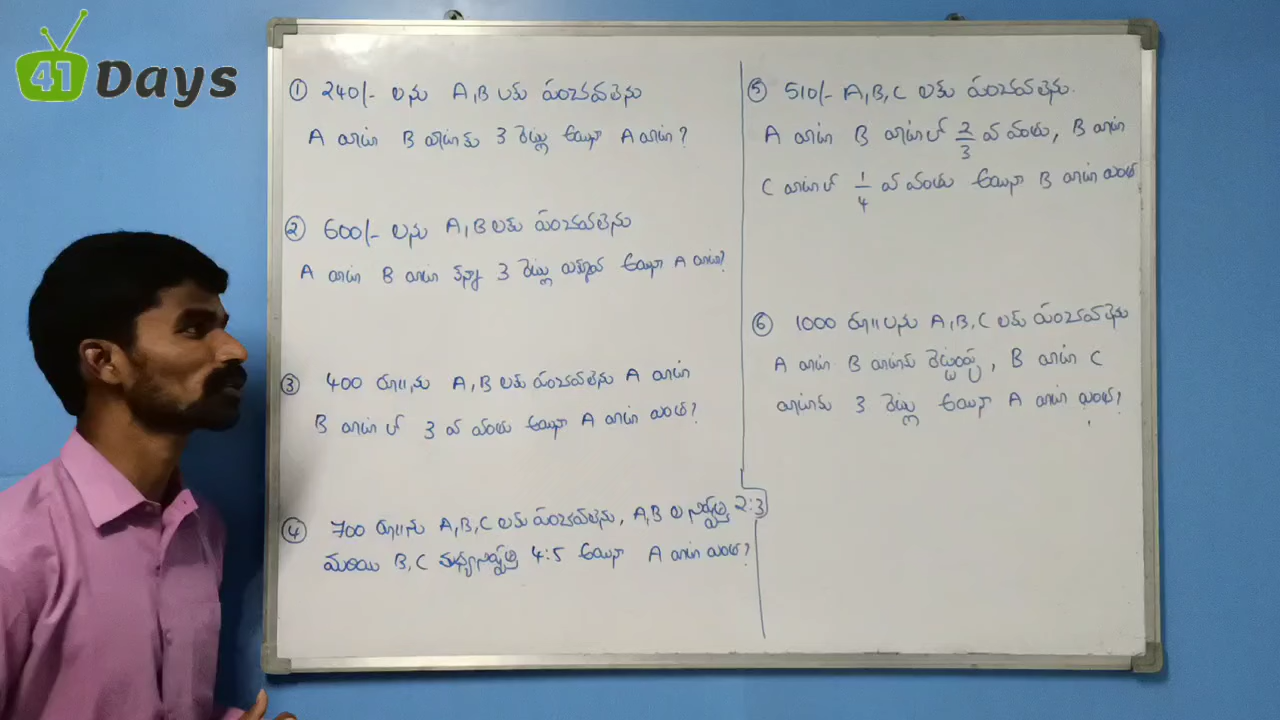 41 Days
① 240/- లను A,B లకు పంచవలెను
A వాటా B వాటాకు 3 రెట్లు అయినా A వాటా?
② 600/- లను A,B లకు పంచవలెను
A వాటా B వాటా కన్నా 3 రెట్లు ఎక్కువ అయినా A వాటా?
③ 400 రూ॥ను A,B లకు పంచవలెను A వాటా
B వాటా లో 3 వ వంతు అయినా A వాటా ఎంత?
④ 700 రూ॥ను A,B,C లకు పంచవలెను, A,B ల నిష్పత్తి 2:3
మరియు B,C మధ్య నిష్పత్తి 4:5 అయినా A వాటా ఎంత?
⑤ 510/- A,B,C లకు పంచవలెను.
A వాటా B వాటాలో 2/3 వ వంతు, B వాటా
C వాటాలో 1/4 వ వంతు అయినా B వాటా ఎంత
⑥ 1000 రూ॥లను A,B,C లకు పంచవలెను
A వాటా B వాటాకు రెట్టింపు, B వాటా C
వాటాకు 3 రెట్లు అయినా A వాటా ఎంత?